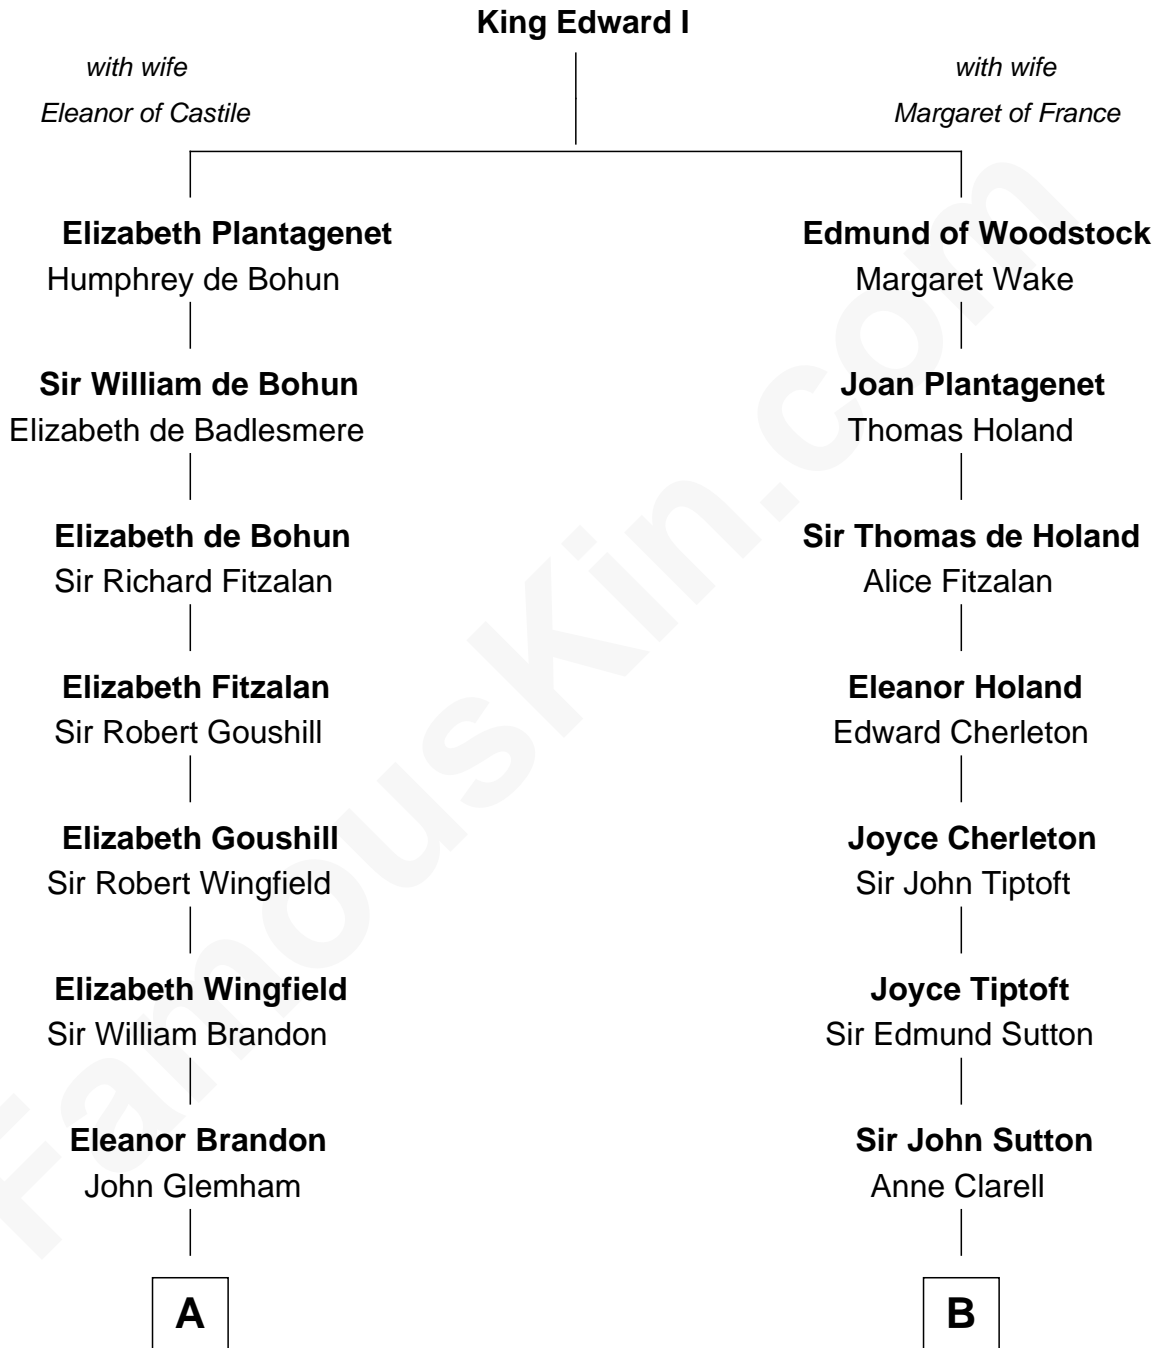 King Edward I
with wife
Eleanor of Castile
with wife
Margaret of France
Elizabeth Plantagenet
Humphrey de Bohun
Edmund of Woodstock
Margaret Wake
Sir William de Bohun
Elizabeth de Badlesmere
Joan Plantagenet
Thomas Holand
Elizabeth de Bohun
Sir Richard Fitzalan
Sir Thomas de Holand
Alice Fitzalan
Elizabeth Fitzalan
Sir Robert Goushill
Eleanor Holand
Edward Cherleton
Elizabeth Goushill
Sir Robert Wingfield
Joyce Cherleton
Sir John Tiptoft
Elizabeth Wingfield
Sir William Brandon
Joyce Tiptoft
Sir Edmund Sutton
Eleanor Brandon
John Glemham
Sir John Sutton
Anne Clarell
A
B
FamousKin.com